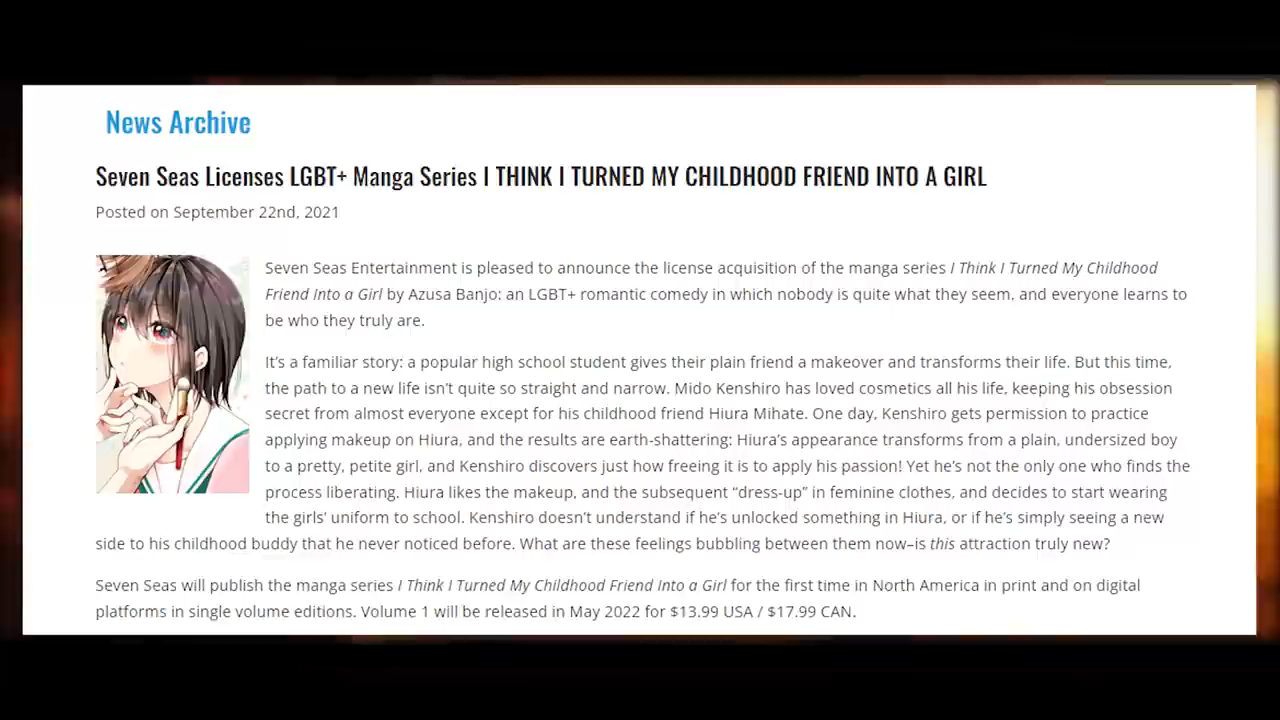 News Archive
Seven Seas Licenses LGBT+ Manga Series I THINK I TURNED MY CHILDHOOD FRIEND INTO A GIRL
Posted on September 22nd, 2021
Seven Seas Entertainment is pleased to announce the license acquisition of the manga series I Think I Turned My Childhood
Friend Into a Girl by Azusa Banjo: an LGBT+ romantic comedy in which nobody is quite what they seem, and everyone learns to
be who they truly are.
It’s a familiar story: a popular high school student gives their plain friend a makeover and transforms their life. But this time,
the path to a new life isn’t quite so straight and narrow. Mido Kenshiro has loved cosmetics all his life, keeping his obsession
secret from almost everyone except for his childhood friend Hiura Mihate. One day, Kenshiro gets permission to practice
applying makeup on Hiura, and the results are earth-shattering: Hiura’s appearance transforms from a plain, undersized boy
to a pretty, petite girl, and Kenshiro discovers just how freeing it is to apply his passion! Yet he’s not the only one who finds the
process liberating. Hiura likes the makeup, and the subsequent “dress-up” in feminine clothes, and decides to start wearing
the girls’ uniform to school. Kenshiro doesn’t understand if he’s unlocked something in Hiura, or if he’s simply seeing a new
side to his childhood buddy that he never noticed before. What are these feelings bubbling between them now–is this attraction truly new?
Seven Seas will publish the manga series I Think I Turned My Childhood Friend Into a Girl for the first time in North America in print and on digital
platforms in single volume editions. Volume 1 will be released in May 2022 for $13.99 USA / $17.99 CAN.